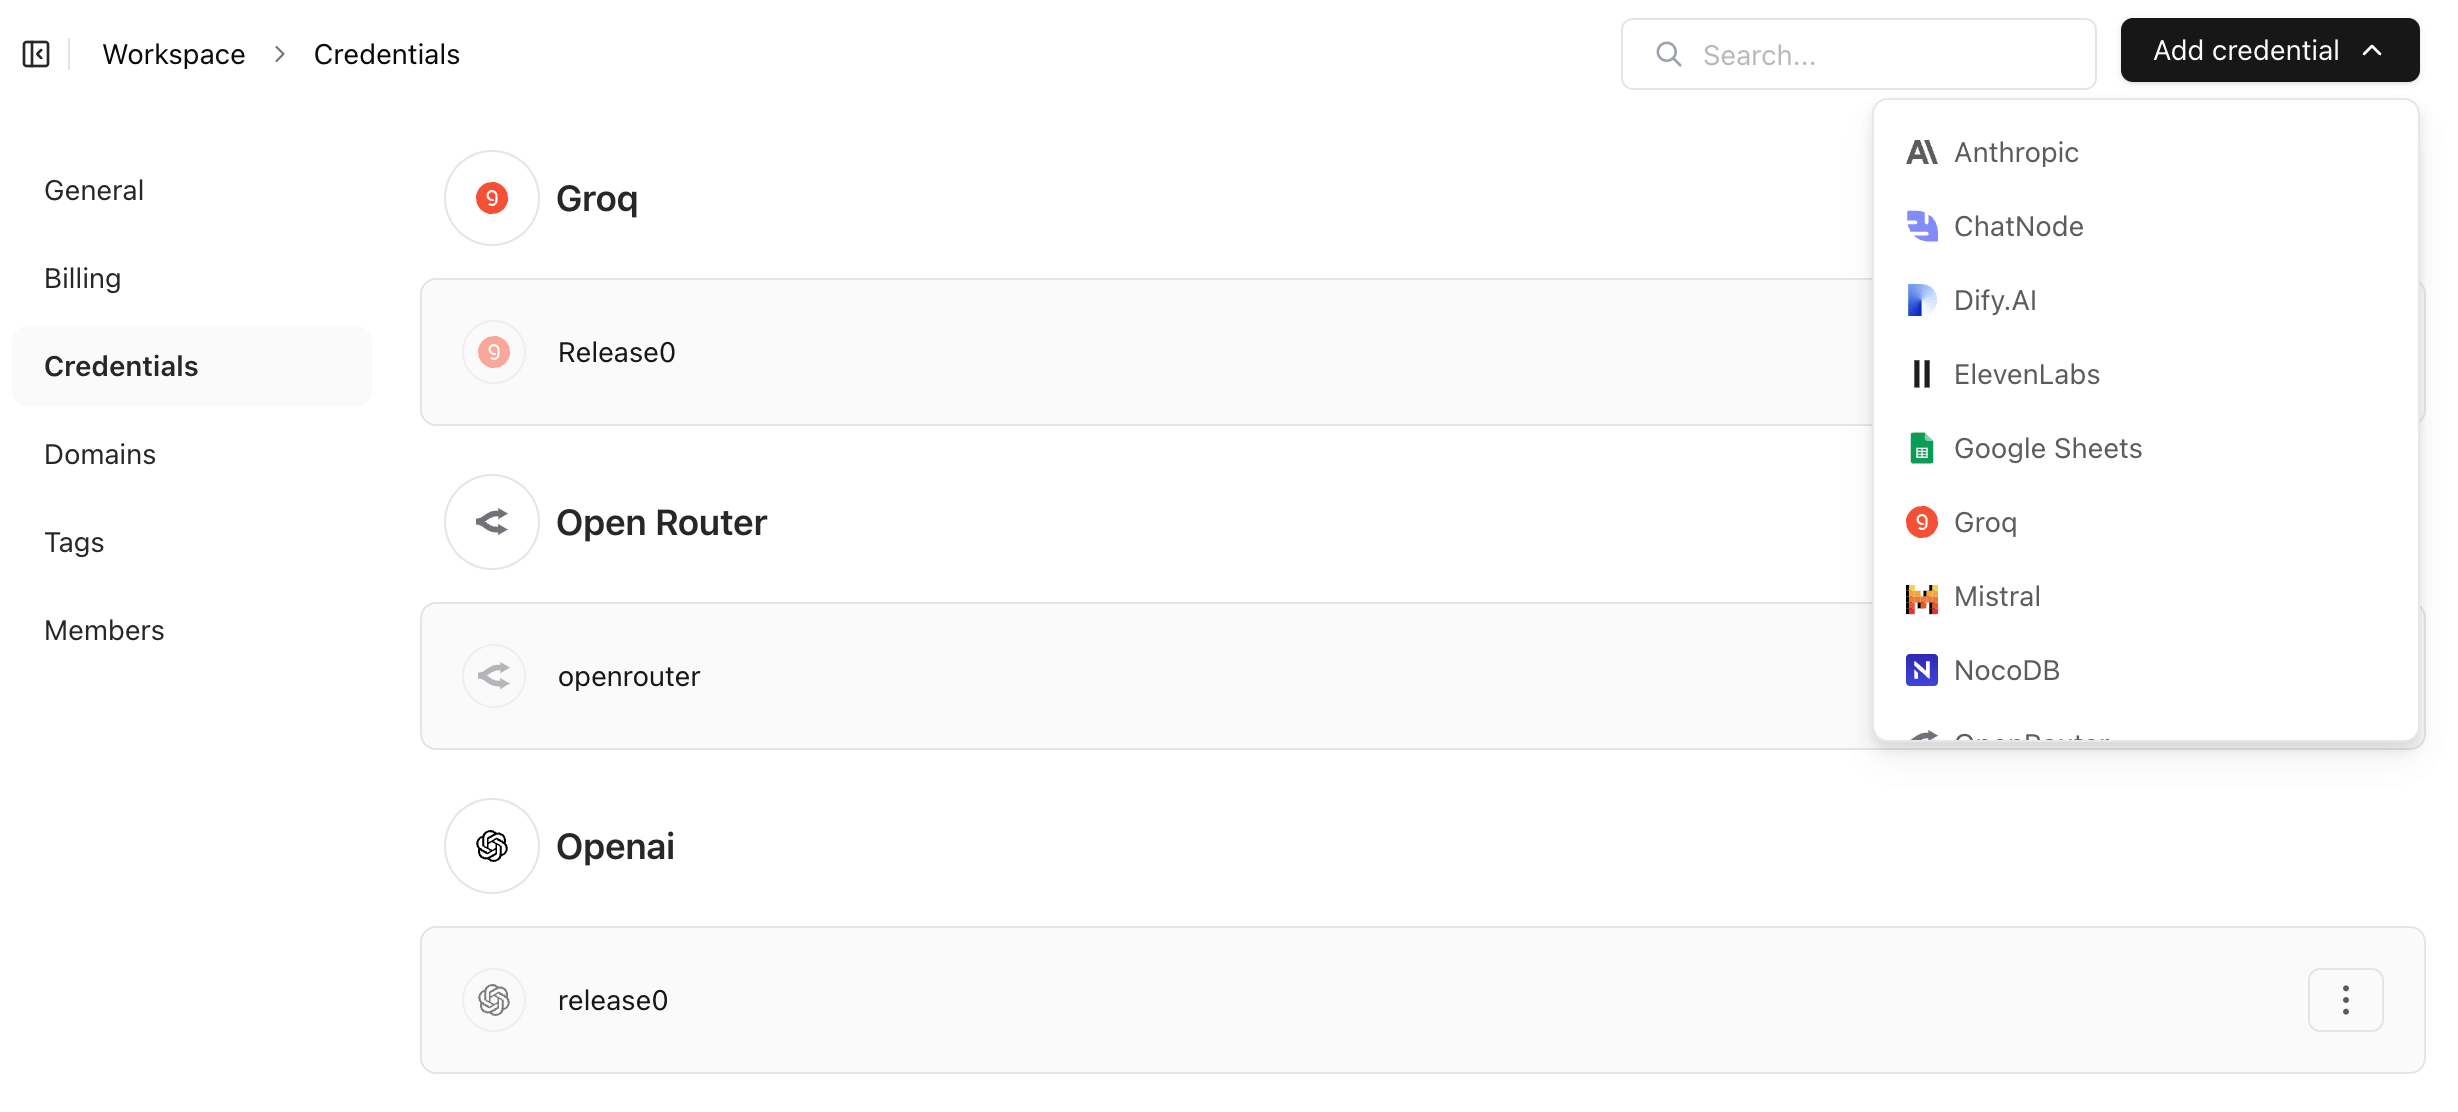 Workspace > Credentials
Search...
Add credential
General
Billing
Credentials
Domains
Tags
Members
Groq
Release0
Open Router
openrouter
Openai
release0
Anthropic
ChatNode
Dify.AI
ElevenLabs
Google Sheets
Groq
Mistral
NocoDB
OpenRouter